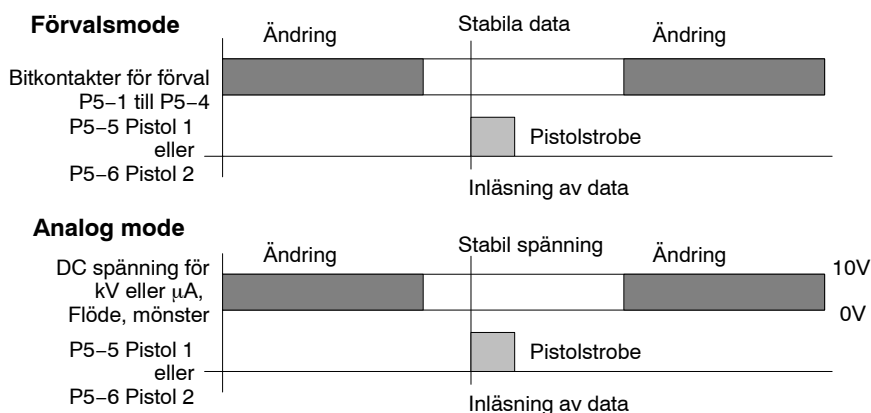 Förvalsmode
Ändring
Stabila data
Ändring
Bitkontakter för förval
P5−1 till P5−4
P5−5 Pistol 1
eller
P5−6 Pistol 2
Pistolstrobe
Inläsning av data
Analog mode
Ändring
Stabil spänning
Ändring
DC spänning för
kV eller µA,
Flöde, mönster
10V
0V
P5−5 Pistol 1
eller
P5−6 Pistol 2
Pistolstrobe
Inläsning av data